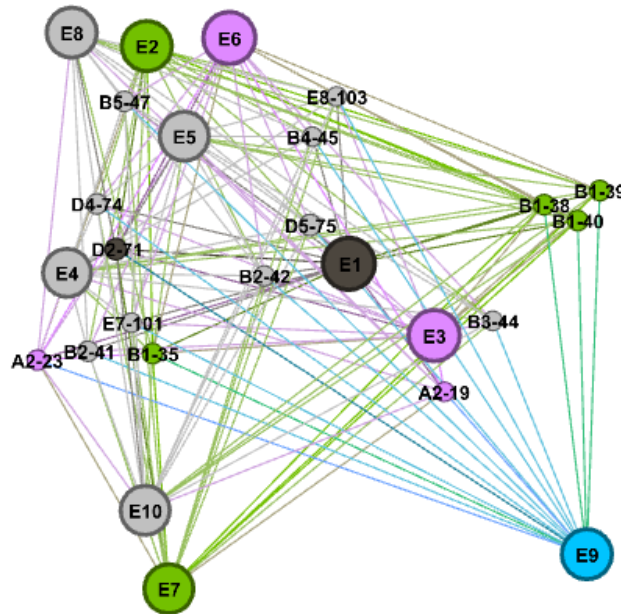 E8
E2
E6
B5-47
E8-103
E5
B4-45
B1-39
D4-74
B1-38
B1-40
D5-75
D2-71
E4
B2-42
E1
E7-101
B3-44
E3
A2-23
B2-41
B1-35
A2-19
E10
E9
E7